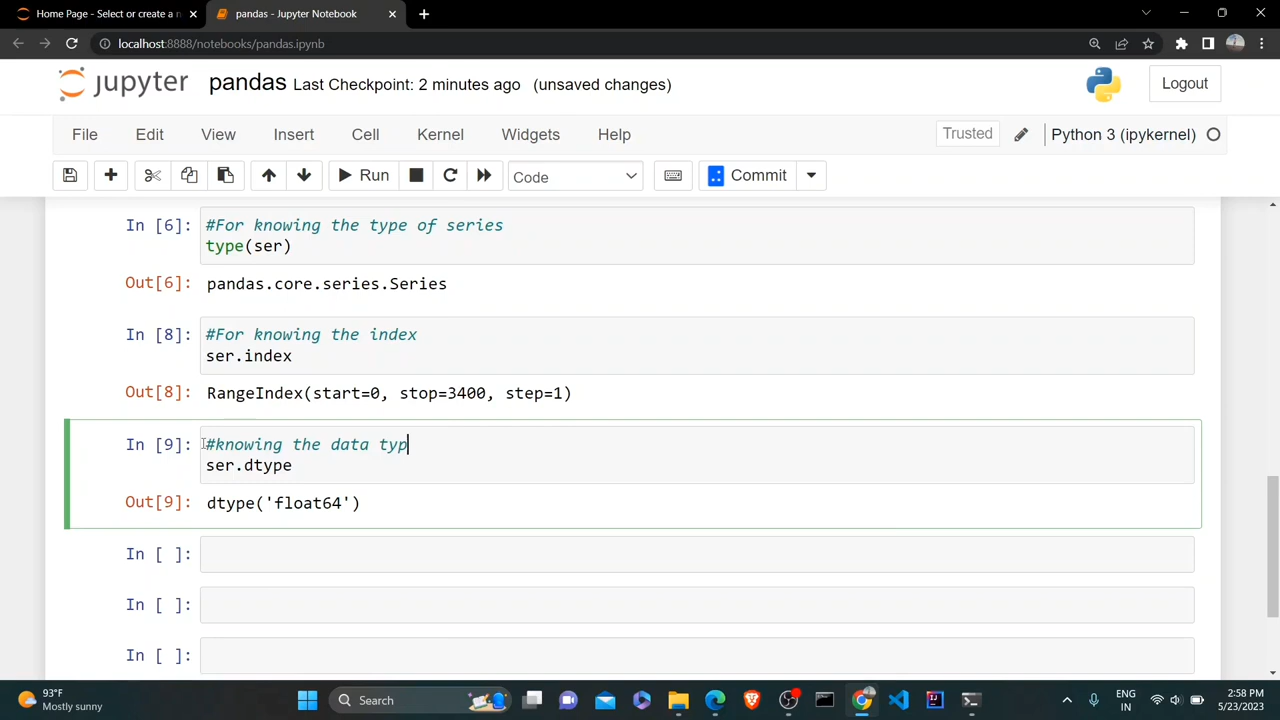 Home Page - Select or create a n
pandas - Jupyter Notebook
localhost:8888/notebooks/pandas.ipynb
jupyter pandas Last Checkpoint: 2 minutes ago (unsaved changes)
Logout
File Edit View Insert Cell Kernel Widgets Help
Trusted
Python 3 (ipykernel)
Run
Code
Commit
In [6]: #For knowing the type of series
type(ser)
Out[6]: pandas.core.series.Series
In [8]: #For knowing the index
ser.index
Out[8]: RangeIndex(start=0, stop=3400, step=1)
In [9]: #knowing the data typ
ser.dtype
Out[9]: dtype('float64')
In [ ]:
In [ ]:
In [ ]:
93°F
Mostly sunny
Search
ENG
IN
2:58 PM
5/23/2023